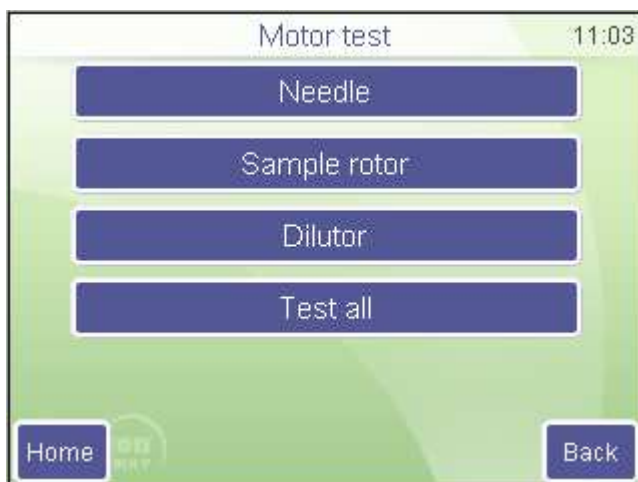 Motor test 11:03
Needle
Sample rotor
Dilutor
Test all
Home Back